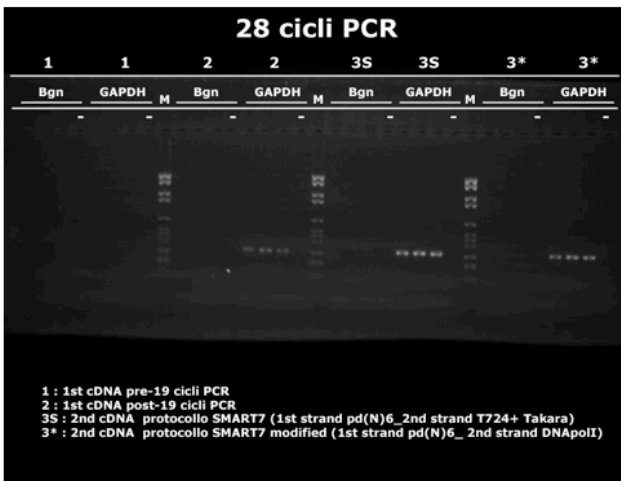 28 cicli PCR
1 1 2 2 3S 3S 3* 3*
Bgn GAPDH M Bgn GAPDH M Bgn GAPDH M Bgn GAPDH
- - - - - - - -
1 : 1st cDNA pre-19 cicli PCR
2 : 1st cDNA post-19 cicli PCR
3S : 2nd cDNA protocollo SMART7 (1st strand pd(N)6_2nd strand T724+ Takara)
3* : 2nd cDNA protocollo SMART7 modified (1st strand pd(N)6_ 2nd strand DNApolI)